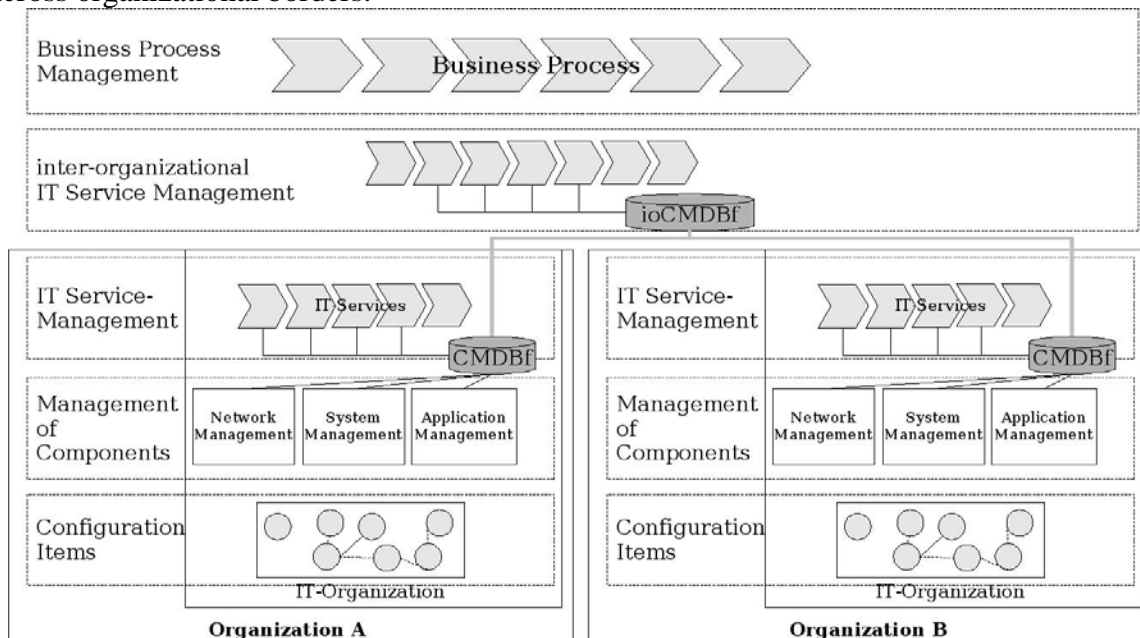 across organizational borders.
Business Process
Management
Business Process
inter-organizational
IT Service Management
ioCMDBf
IT Service-
Management
IT Services
CMDBf
Management
of
Components
Network
Management
System
Management
Application
Management
Configuration
Items
IT-Organization
Organization A
IT Service-
Management
IT Services
CMDBf
Management
of
Components
Network
Management
System
Management
Application
Management
Configuration
Items
IT-Organization
Organization B